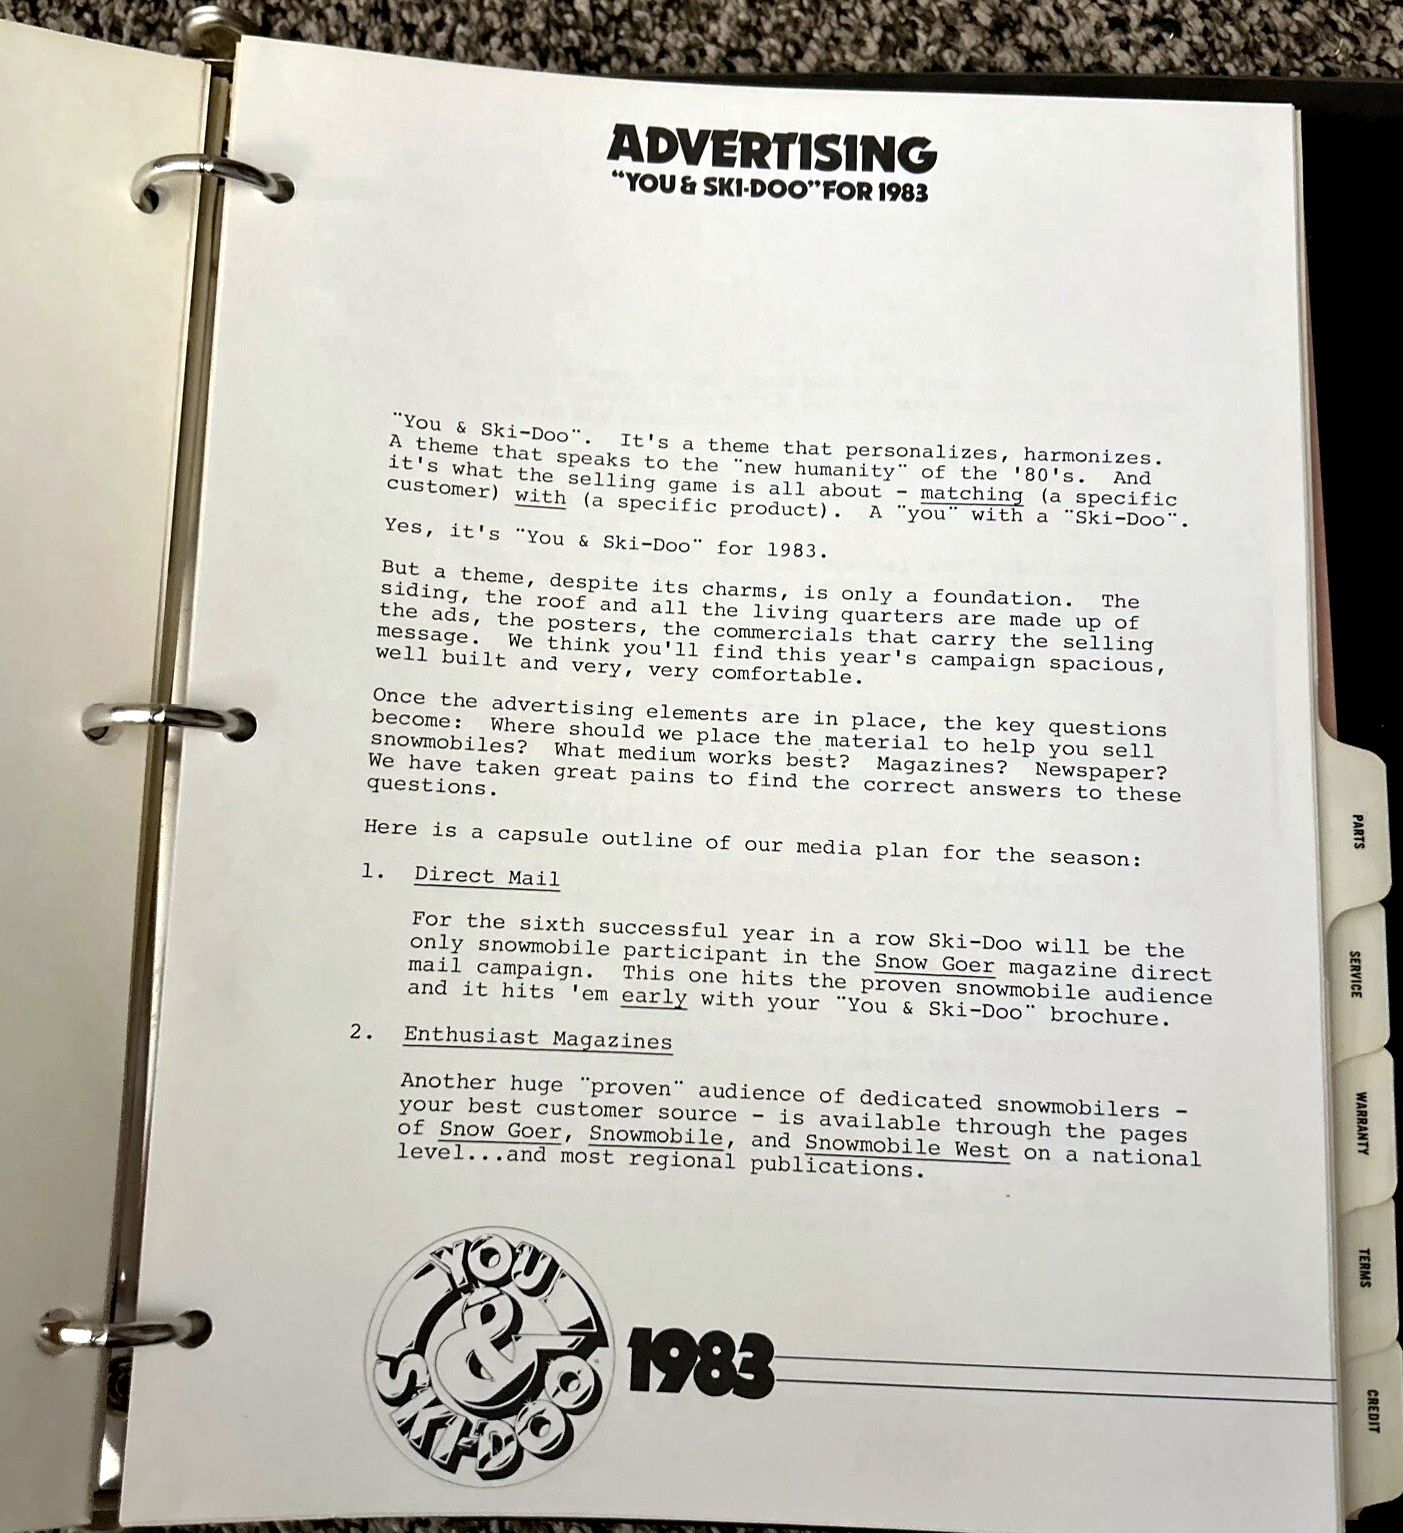 ADVERTISING
"YOU & SKI-DOO" FOR 1983
"You & Ski-Doo". It's a theme that personalizes, harmonizes.
A theme that speaks to the "new humanity" of the '80's. And
it's what the selling game is all about - matching (a specific
customer) with (a specific product). A "you" with a "Ski-Doo".
Yes, it's "You & Ski-Doo" for 1983.
But a theme, despite its charms, is only a foundation. The
siding, the roof and all the living quarters are made up of
the ads, the posters, the commercials that carry the selling
message. We think you'll find this year's campaign spacious,
well built and very, very comfortable.
Once the advertising elements are in place, the key questions
become: Where should we place the material to help you sell
snowmobiles? What medium works best? Magazines? Newspaper?
We have taken great pains to find the correct answers to these
questions.
Here is a capsule outline of our media plan for the season:
1. Direct Mail
For the sixth successful year in a row Ski-Doo will be the
only snowmobile participant in the Snow Goer magazine direct
mail campaign. This one hits the proven snowmobile audience
and it hits 'em early with your "You & Ski-Doo" brochure.
2. Enthusiast Magazines
Another huge "proven" audience of dedicated snowmobilers -
your best customer source - is available through the pages
of Snow Goer, Snowmobile, and Snowmobile West on a national
level...and most regional publications.
YOU
&
SKI-DOO
1983
PARTS
SERVICE
WARRANTY
TERMS
CREDIT